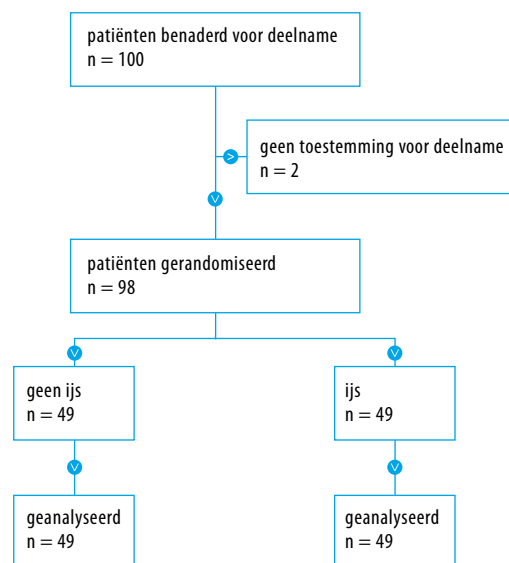 patiënten benaderd voor deelname
n = 100
geen toestemming voor deelname
n = 2
patiënten gerandomiseerd
n = 98
geen ijs
n = 49
ijs
n = 49
geanalyseerd
n = 49
geanalyseerd
n = 49